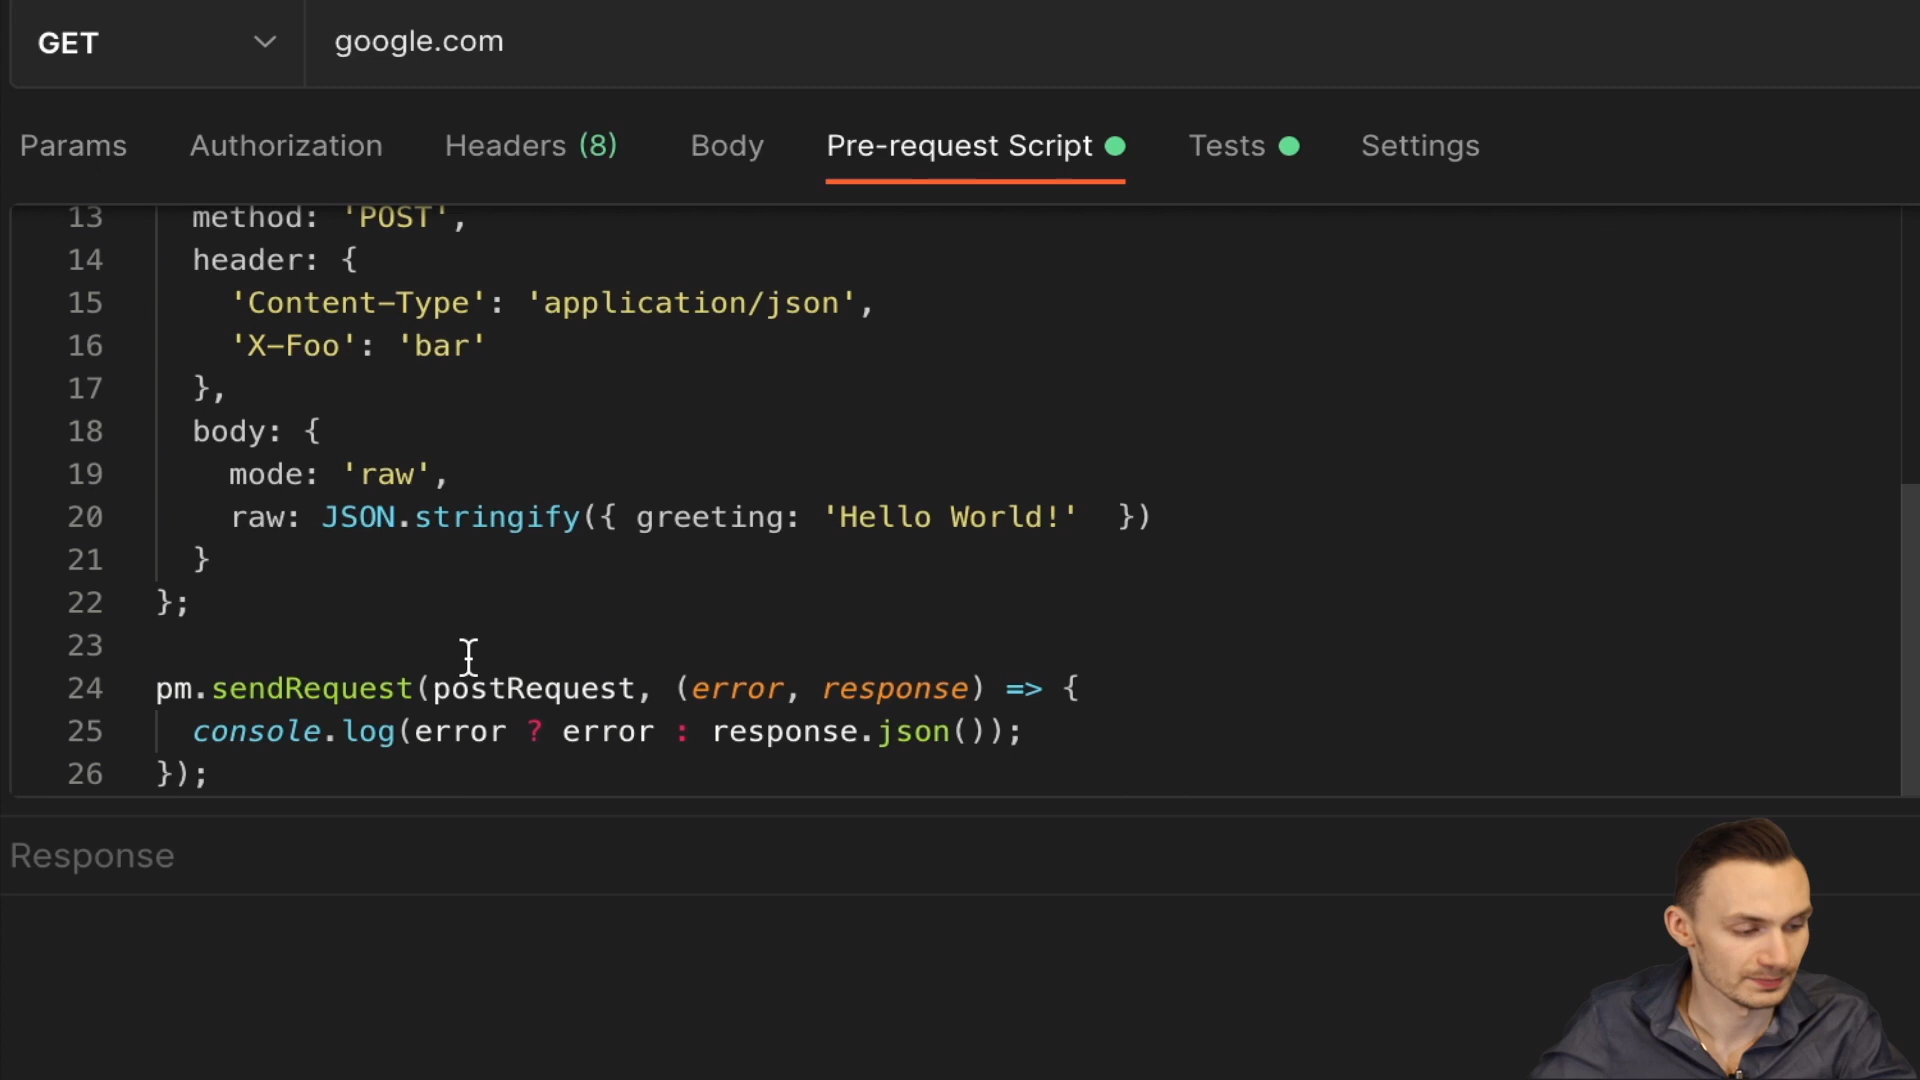 GET google.com
Params Authorization Headers (8) Body Pre-request Script Tests Settings
13 method: 'POST',
14 header: {
15 'Content-Type': 'application/json',
16 'X-Foo': 'bar'
17 },
18 body: {
19 mode: 'raw',
20 raw: JSON.stringify({ greeting: 'Hello World!'  })
21 }
22 };
23
24 pm.sendRequest(postRequest, (error, response) => {
25 console.log(error ? error : response.json());
26 });
Response